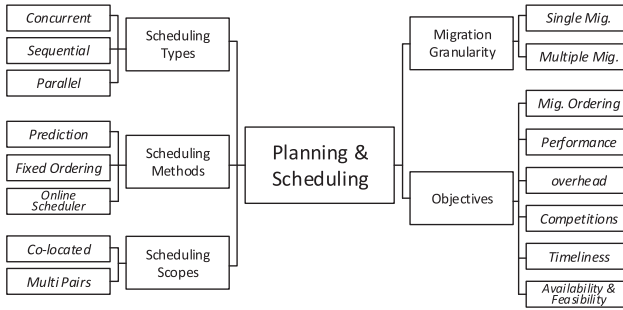 Concurrent
Sequential
Parallel
Scheduling
Types
Prediction
Fixed Ordering
Online
Scheduler
Scheduling
Methods
Co-located
Multi Pairs
Scheduling
Scopes
Planning &
Scheduling
Migration
Granularity
Single Mig.
Multiple Mig.
Objectives
Mig. Ordering
Performance
overhead
Competitions
Timeliness
Availability &
Feasibility